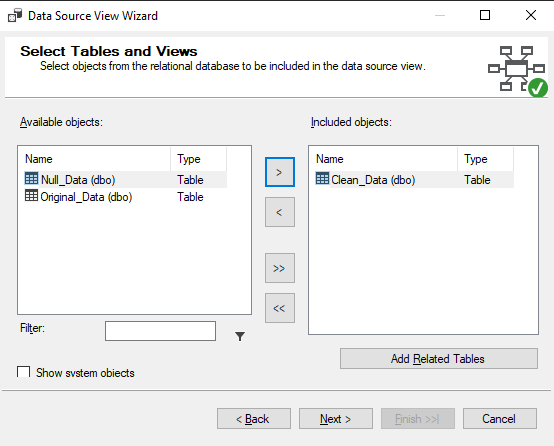 Data Source View Wizard
Select Tables and Views
Select objects from the relational database to be included in the data source view.
Available objects:
Included objects:
Name Type
Null_Data (dbo) Table
Original_Data (dbo) Table
>
<
>>
<<
Name Type
Clean_Data (dbo) Table
Filter:
Add Related Tables
Show system objects
< Back
Next >
Finish >>|
Cancel